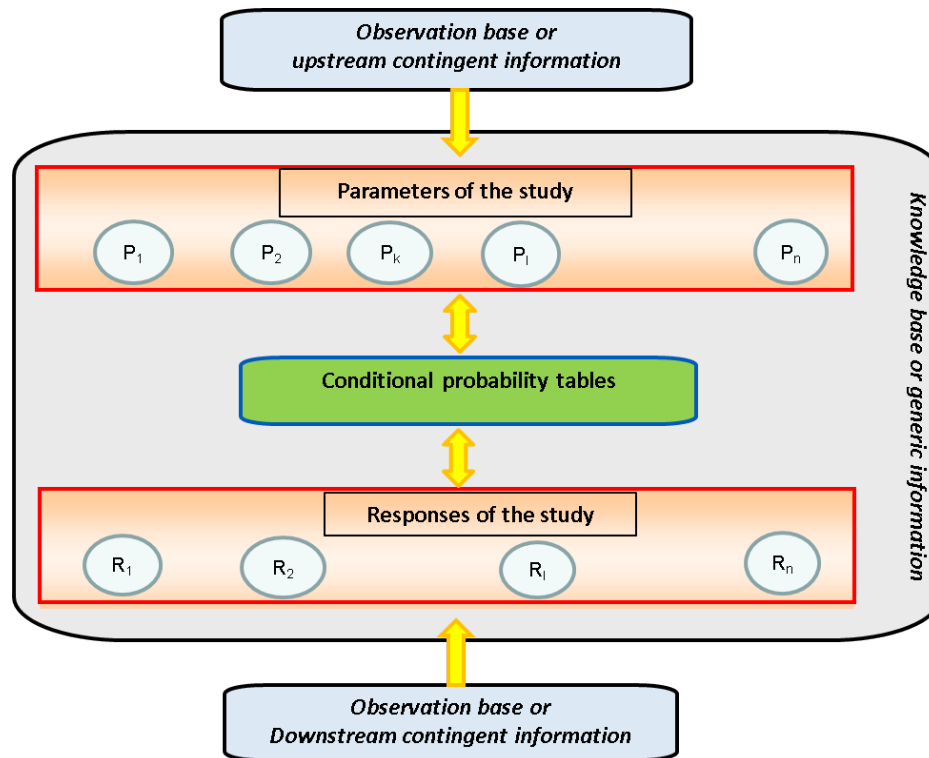 Observation base or
upstream contingent information
Parameters of the study
P₁ P₂ Pₖ Pₗ Pₙ
Knowledge base or generic information
Conditional probability tables
Responses of the study
R₁ R₂ Rₗ Rₙ
Observation base or
Downstream contingent information